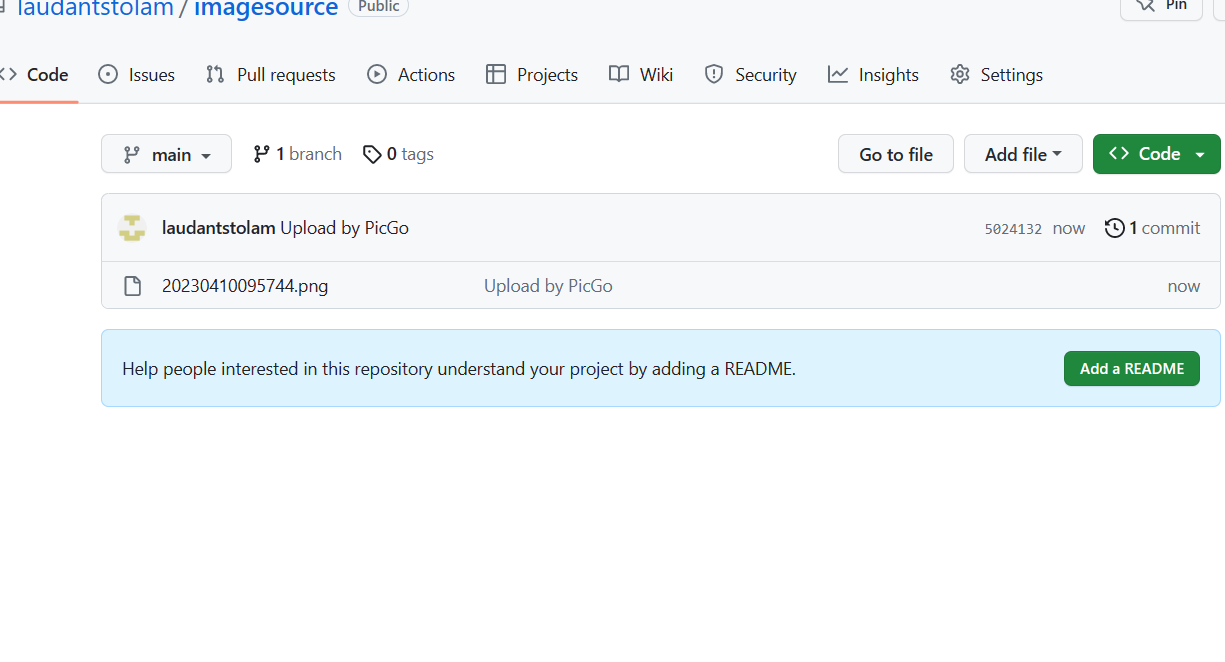 laudantstolam / imagesource Public Pin
Code Issues Pull requests Actions Projects Wiki Security Insights Settings
main 1 branch 0 tags Go to file Add file Code
laudantstolam Upload by PicGo 5024132 now 1 commit
20230410095744.png Upload by PicGo now
Help people interested in this repository understand your project by adding a README. Add a README